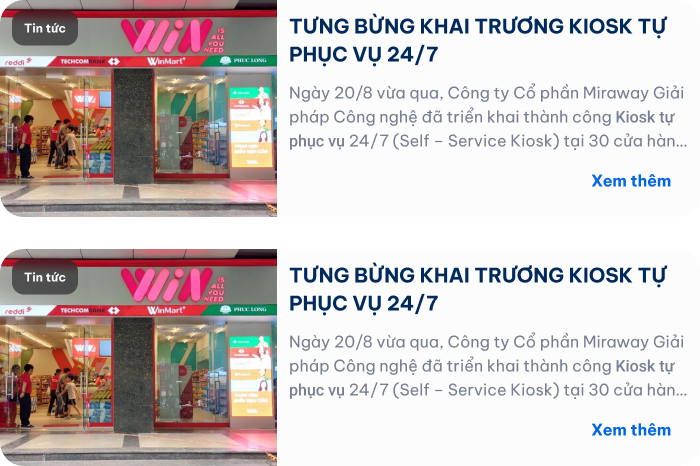 Tin tức
WiN
IS
ALL
YOU
NEED
reddi
TECHCOMBANK
WinMart+
PHUC LONG
TƯNG BỪNG KHAI TRƯƠNG KIOSK TỰ
PHỤC VỤ 24/7
Ngày 20/8 vừa qua, Công ty Cổ phần Miraway Giải
pháp Công nghệ đã triển khai thành công Kiosk tự
phục vụ 24/7 (Self – Service Kiosk) tại 30 cửa hàn...
Xem thêm
Tin tức
WiN
IS
ALL
YOU
NEED
reddi
TECHCOMBANK
WinMart+
PHUC LONG
TƯNG BỪNG KHAI TRƯƠNG KIOSK TỰ
PHỤC VỤ 24/7
Ngày 20/8 vừa qua, Công ty Cổ phần Miraway Giải
pháp Công nghệ đã triển khai thành công Kiosk tự
phục vụ 24/7 (Self – Service Kiosk) tại 30 cửa hàn...
Xem thêm